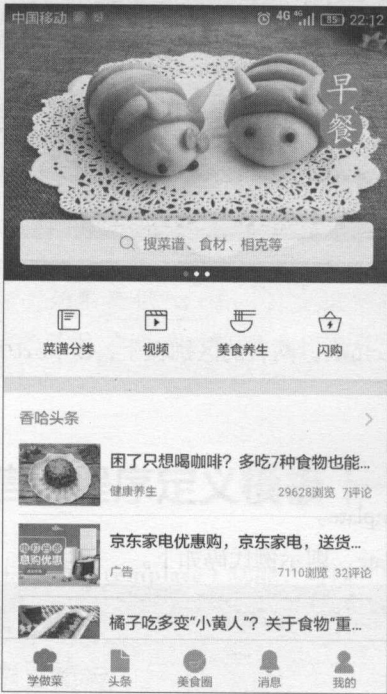 中国移动
4G 4G 85 22:12
早餐
搜菜谱、食材、相克等
菜谱分类 视频 美食养生 闪购
香哈头条
困了只想喝咖啡？多吃7种食物也能...
健康养生 29628浏览 7评论
京东家电优惠购，京东家电，送货...
广告 7110浏览 32评论
橘子吃多变“小黄人”？关于食物“重...
学做菜 头条 美食圈 消息 我的